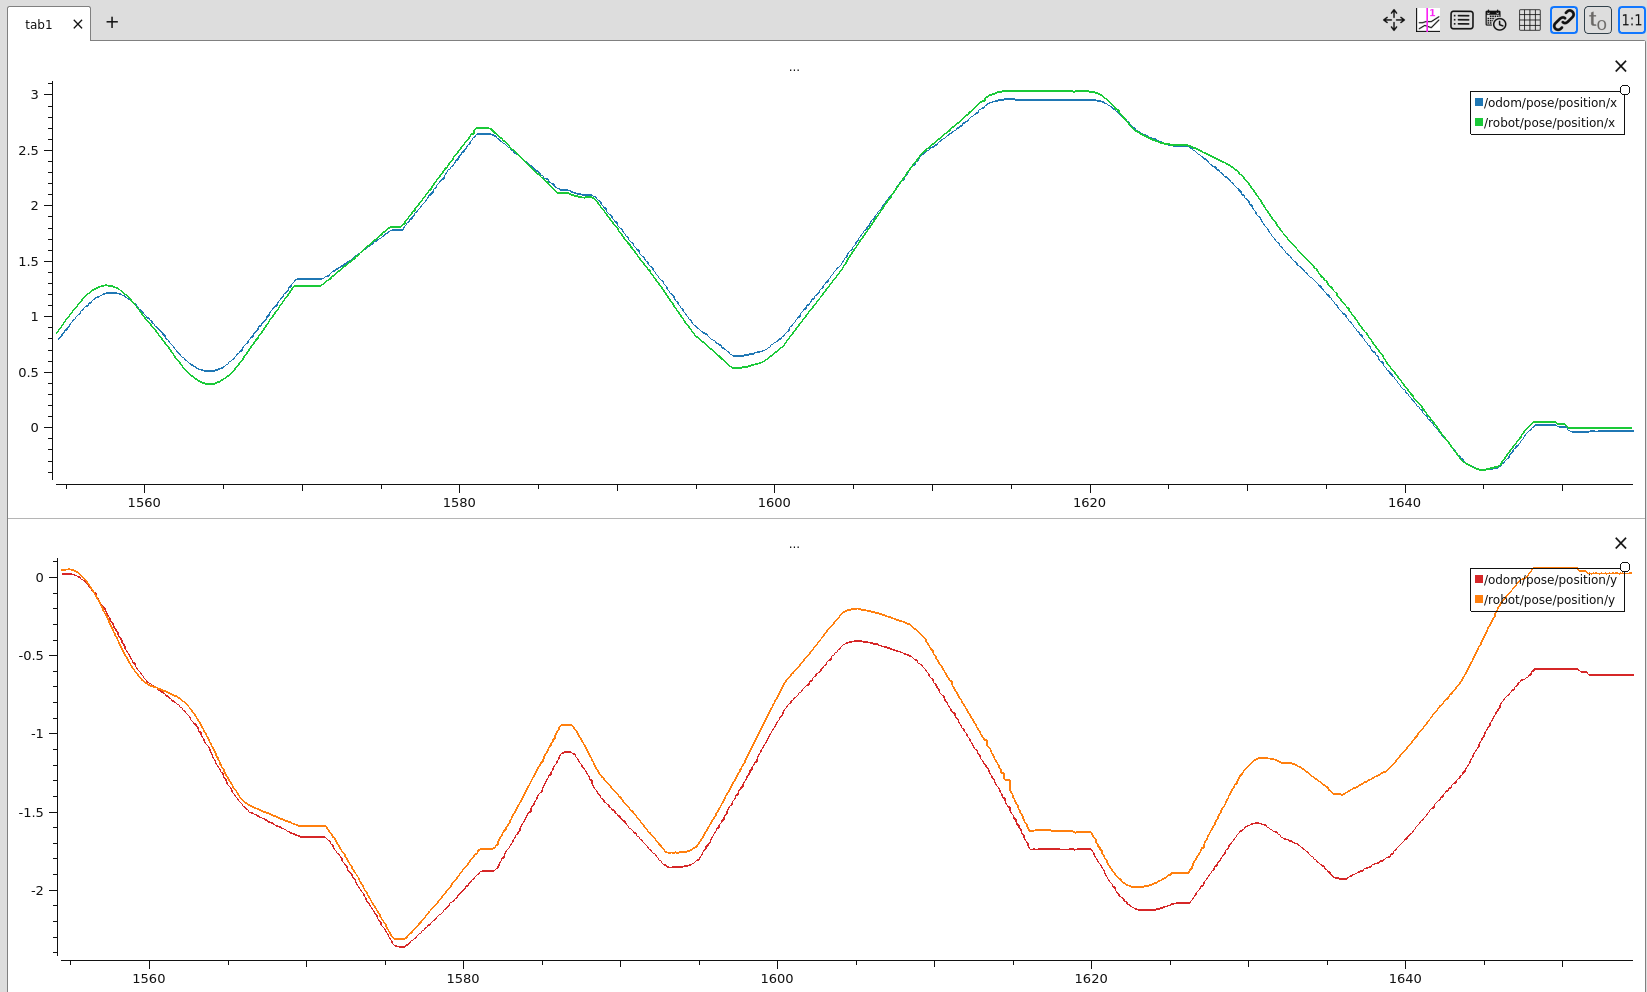 tab1
1
t0
1:1
...
3
2.5
2
1.5
1
0.5
0
/odom/pose/position/x
/robot/pose/position/x
1560 1580 1600 1620 1640
...
0
-0.5
-1
-1.5
-2
/odom/pose/position/y
/robot/pose/position/y
1560 1580 1600 1620 1640